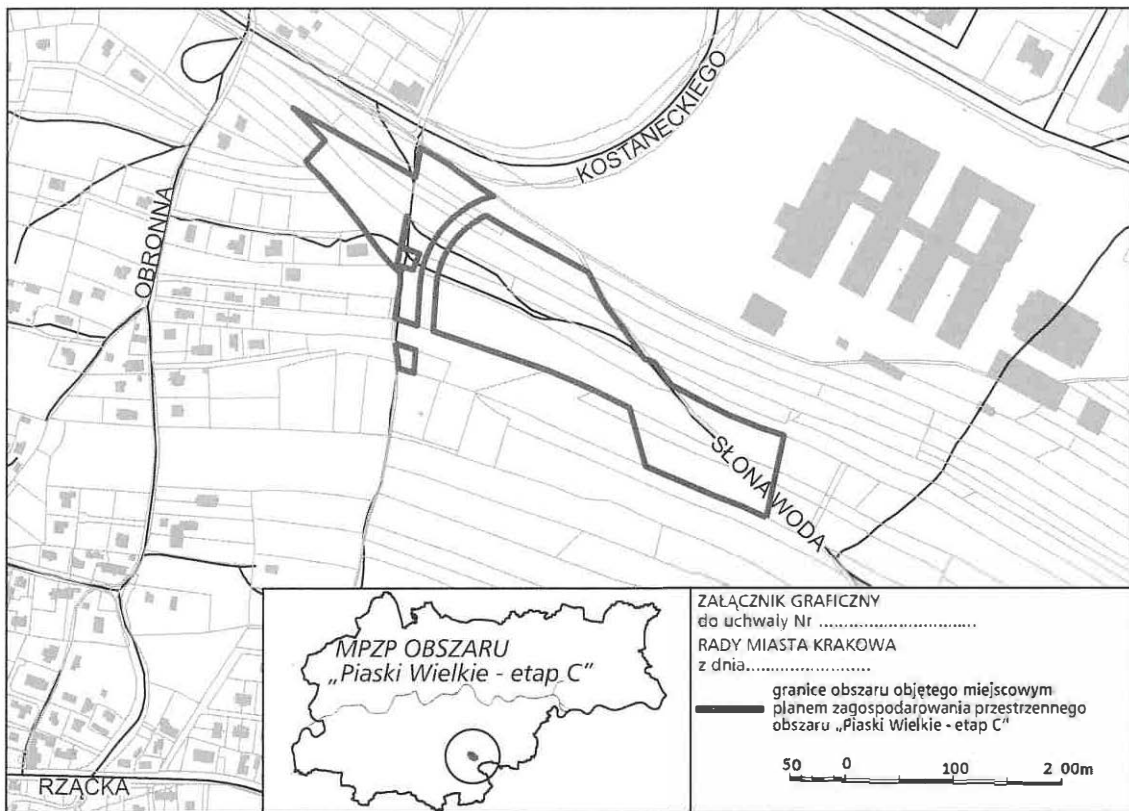 KOSTANECKIEGO
OBRONNA
SŁONA WODA
RZĄCKA
MPZP OBSZARU
„Piaski Wielkie - etap C”
ZAŁĄCZNIK GRAFICZNY
do uchwały Nr ................................
RADY MIASTA KRAKOWA
z dnia......................
granice obszaru objętego miejscowym
planem zagospodarowania przestrzennego
obszaru „Piaski Wielkie - etap C”
50 0 100 2 00m